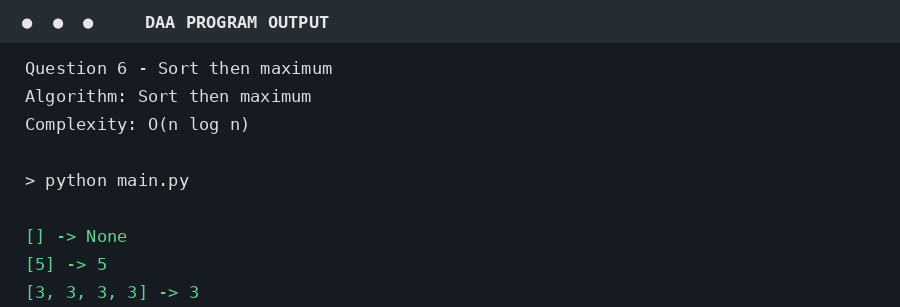 DAA PROGRAM OUTPUT
Question 6 - Sort then maximum
Algorithm: Sort then maximum
Complexity: O(n log n)
> python main.py
[] -> None
[5] -> 5
[3, 3, 3, 3] -> 3